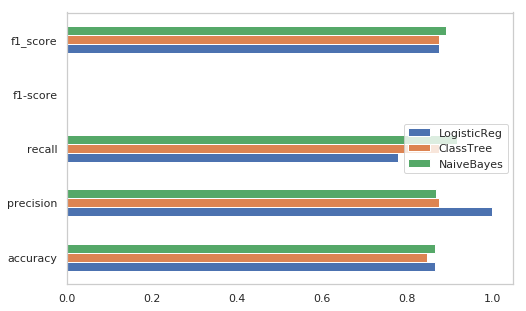 f1_score
f1-score
recall
precision
accuracy
LogisticReg
ClassTree
NaiveBayes
0.0 0.2 0.4 0.6 0.8 1.0